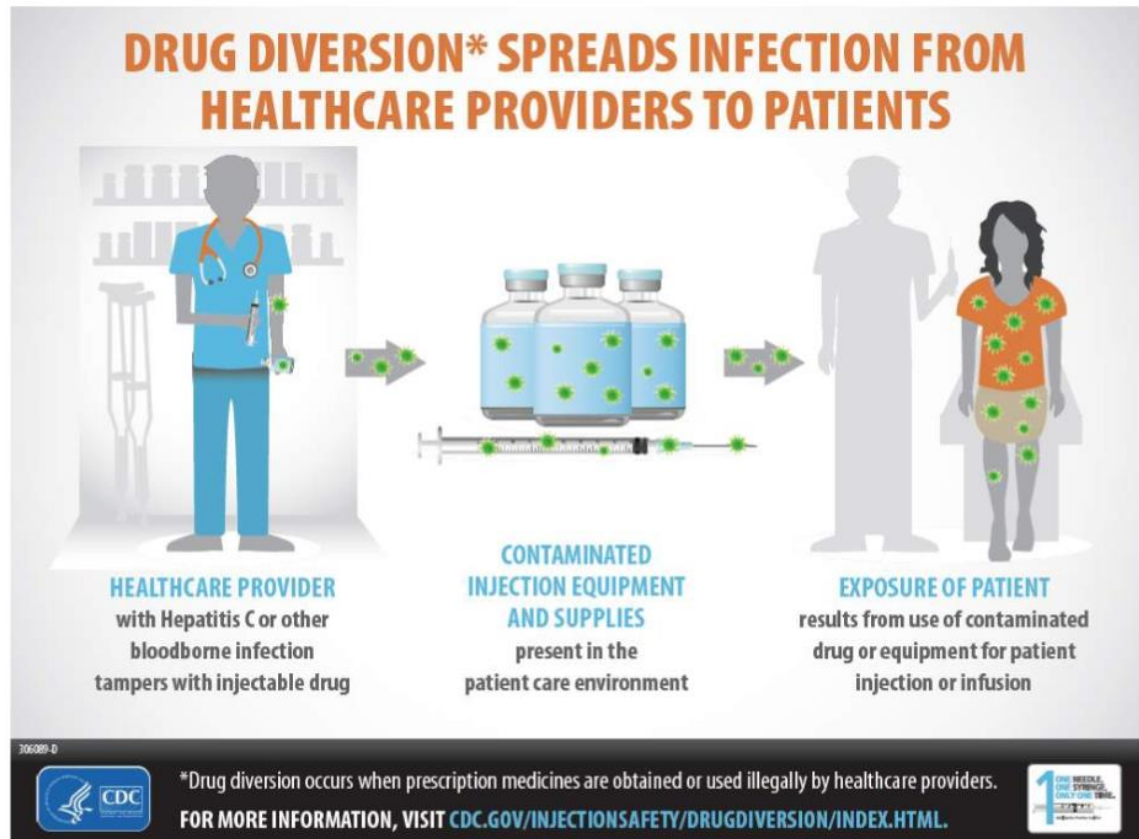 DRUG DIVERSION* SPREADS INFECTION FROM
HEALTHCARE PROVIDERS TO PATIENTS
HEALTHCARE PROVIDER
with Hepatitis C or other
bloodborne infection
tampers with injectable drug
CONTAMINATED
INJECTION EQUIPMENT
AND SUPPLIES
present in the
patient care environment
EXPOSURE OF PATIENT
results from use of contaminated
drug or equipment for patient
injection or infusion
306089-D
CDC
*Drug diversion occurs when prescription medicines are obtained or used illegally by healthcare providers.
FOR MORE INFORMATION, VISIT CDC.GOV/INJECTIONSAFETY/DRUGDIVERSION/INDEX.HTML.
1 ONE NEEDLE,
ONE SYRINGE,
ONLY ONE TIME.